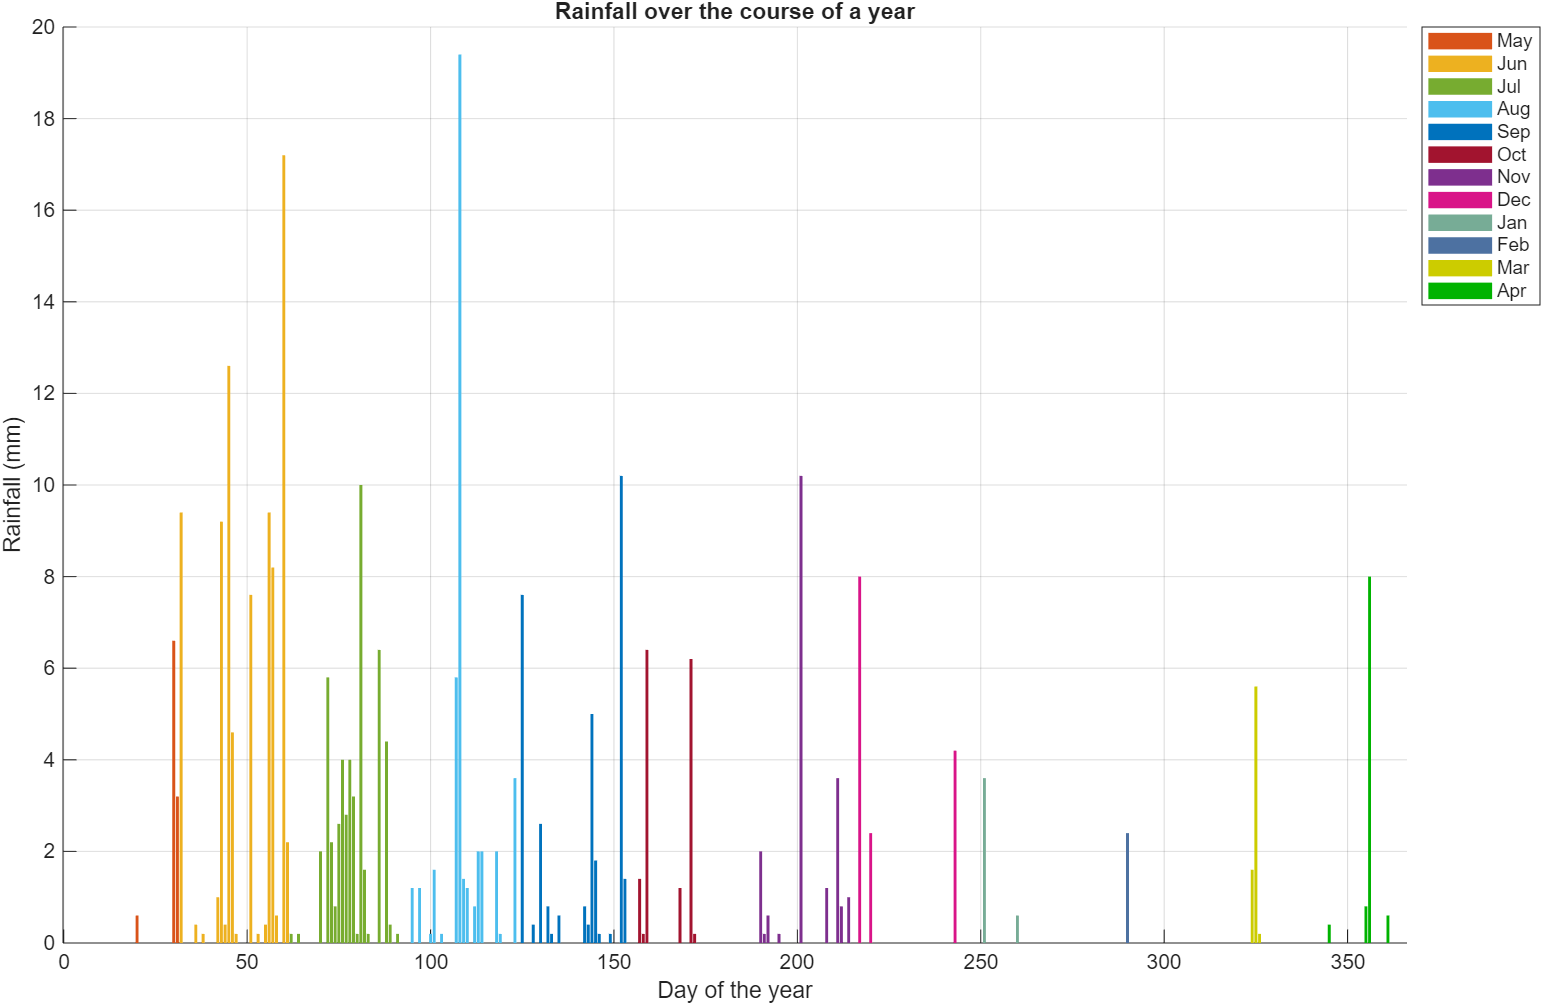 Rainfall over the course of a year
20
18
16
14
12
10
8
6
4
2
0
Rainfall (mm)
0 50 100 150 200 250 300 350
Day of the year
May
Jun
Jul
Aug
Sep
Oct
Nov
Dec
Jan
Feb
Mar
Apr